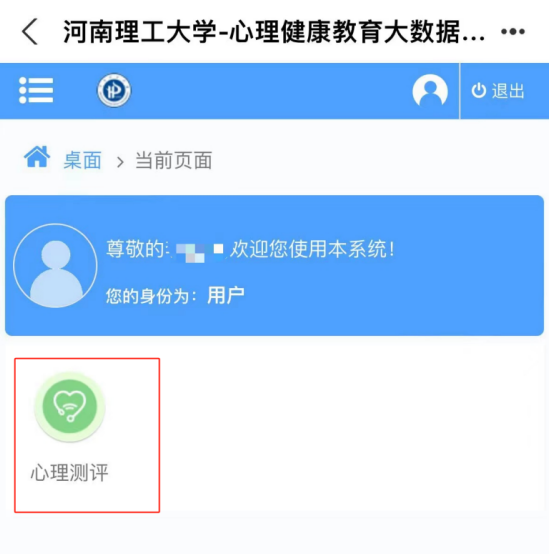 河南理工大学-心理健康教育大数据... •••
退出
桌面 > 当前页面
尊敬的: 欢迎您使用本系统!
您的身份为: 用户
心理测评